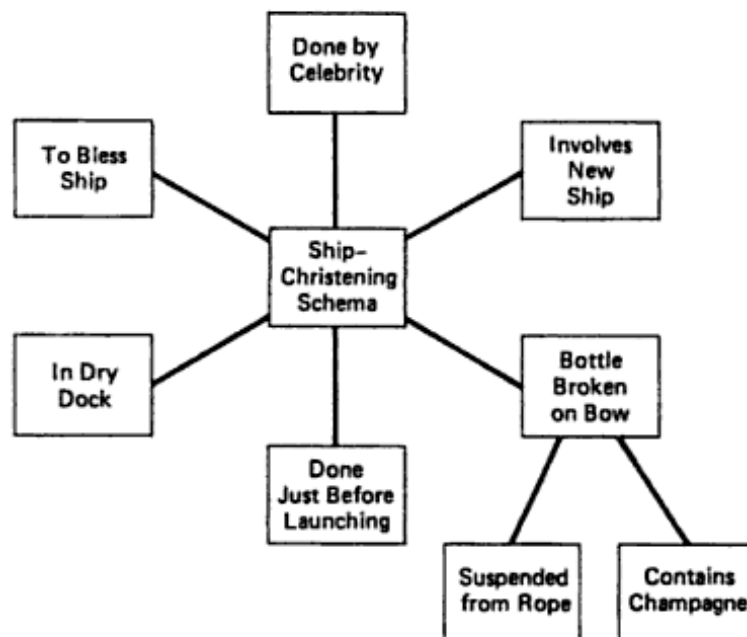 Done by
Celebrity
To Bless
Ship
Involves
New
Ship
Ship-
Christening
Schema
In Dry
Dock
Bottle
Broken
on Bow
Done
Just Before
Launching
Suspended
from Rope
Contains
Champagne